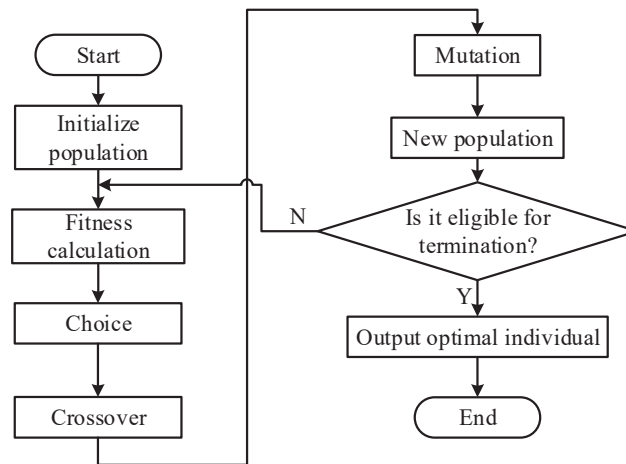 Start
Initialize
population
Fitness
calculation
Choice
Crossover
Mutation
New population
Is it eligible for
termination?
N
Y
Output optimal individual
End